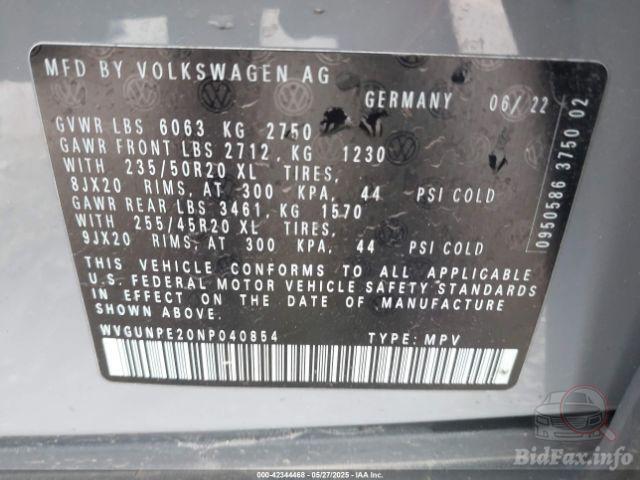 MFD BY VOLKSWAGEN AG
GERMANY 06/22
GVWR LBS 6063 KG 2750
GAWR FRONT LBS 2712, KG 1230
WITH 235/50R20 XL TIRES,
8JX20 RIMS, AT 300 KPA, 44 PSI COLD
GAWR REAR LBS 3461, KG 1570
WITH 255/45R20 XL TIRES,
9JX20 RIMS, AT 300 KPA, 44 PSI COLD
THIS VEHICLE CONFORMS TO ALL APPLICABLE
U.S. FEDERAL MOTOR VEHICLE SAFETY STANDARDS
IN EFFECT ON THE DATE OF MANUFACTURE
SHOWN ABOVE.
WVGUNPE20NP040854 TYPE: MPV
0950586 3750 02
BidFax.info
000-42344468 - 05/27/2025 - IAA Inc.